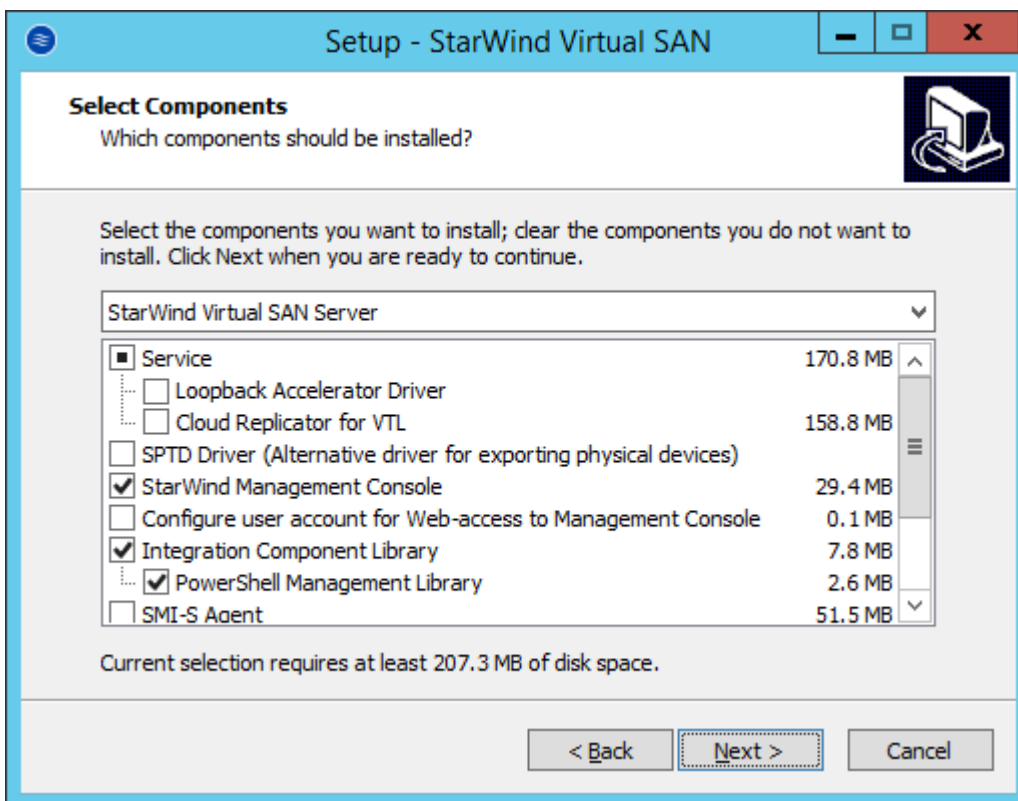 Setup - StarWind Virtual SAN
Select Components
Which components should be installed?
Select the components you want to install; clear the components you do not want to
install. Click Next when you are ready to continue.
StarWind Virtual SAN Server
Service 170.8 MB
Loopback Accelerator Driver
Cloud Replicator for VTL 158.8 MB
SPTD Driver (Alternative driver for exporting physical devices)
StarWind Management Console 29.4 MB
Configure user account for Web-access to Management Console 0.1 MB
Integration Component Library 7.8 MB
PowerShell Management Library 2.6 MB
SMI-S Agent 51.5 MB
Current selection requires at least 207.3 MB of disk space.
< Back Next > Cancel